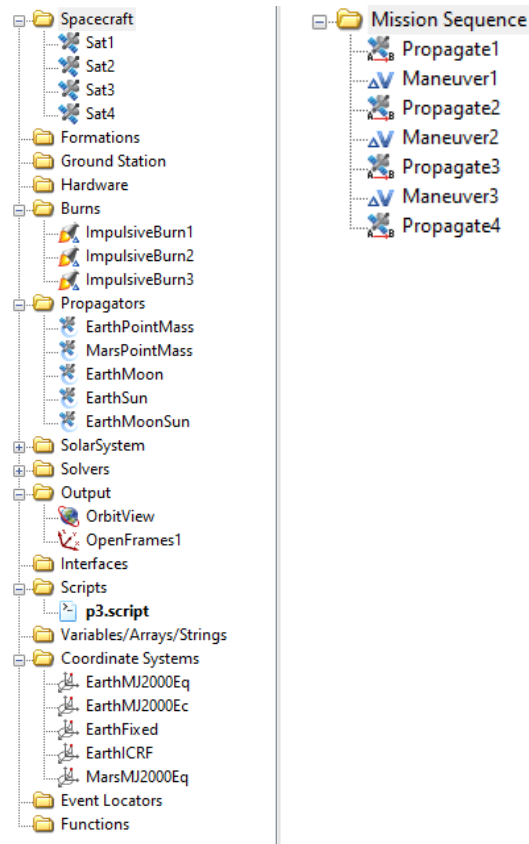 Spacecraft
Sat1
Sat2
Sat3
Sat4
Formations
Ground Station
Hardware
Burns
ImpulsiveBurn1
ImpulsiveBurn2
ImpulsiveBurn3
Propagators
EarthPointMass
MarsPointMass
EarthMoon
EarthSun
EarthMoonSun
SolarSystem
Solvers
Output
OrbitView
OpenFrames1
Interfaces
Scripts
p3.script
Variables/Arrays/Strings
Coordinate Systems
EarthMJ2000Eq
EarthMJ2000Ec
EarthFixed
EarthICRF
MarsMJ2000Eq
Event Locators
Functions
Mission Sequence
Propagate1
Maneuver1
Propagate2
Maneuver2
Propagate3
Maneuver3
Propagate4